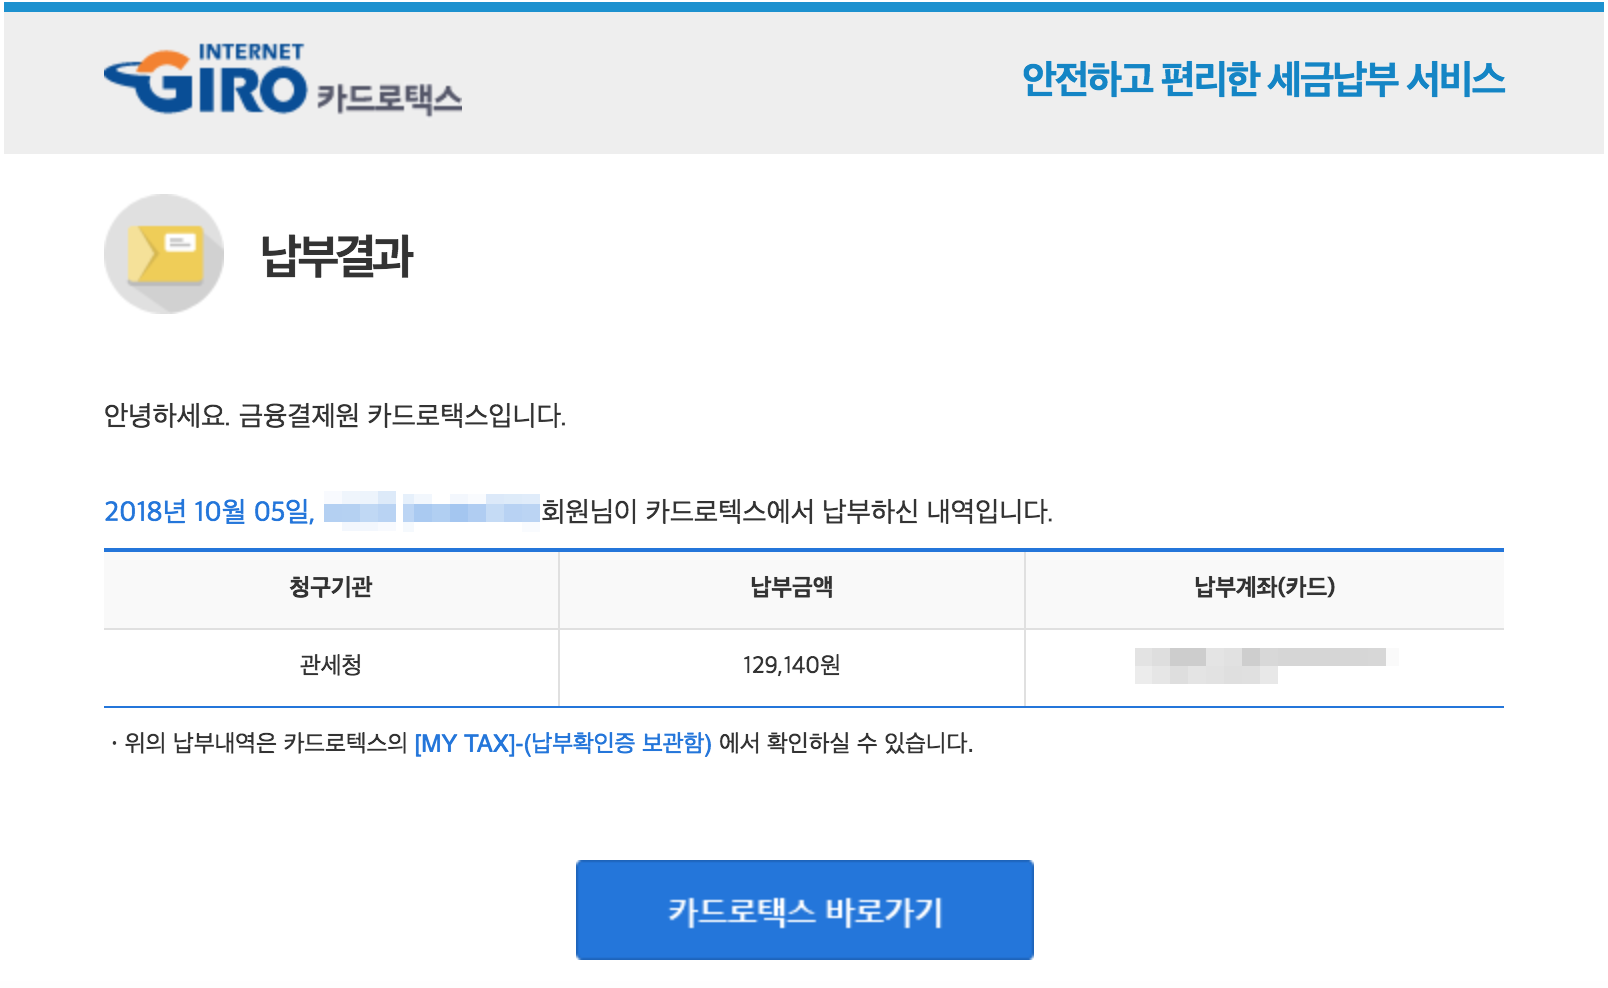 INTERNET
GIRO 카드로택스
안전하고 편리한 세금납부 서비스
납부결과
안녕하세요. 금융결제원 카드로택스입니다.
2018년 10월 05일, 회원님이 카드로텍스에서 납부하신 내역입니다.
청구기관 납부금액 납부계좌(카드)
관세청 129,140원
· 위의 납부내역은 카드로텍스의 [MY TAX]-(납부확인증 보관함) 에서 확인하실 수 있습니다.
카드로택스 바로가기